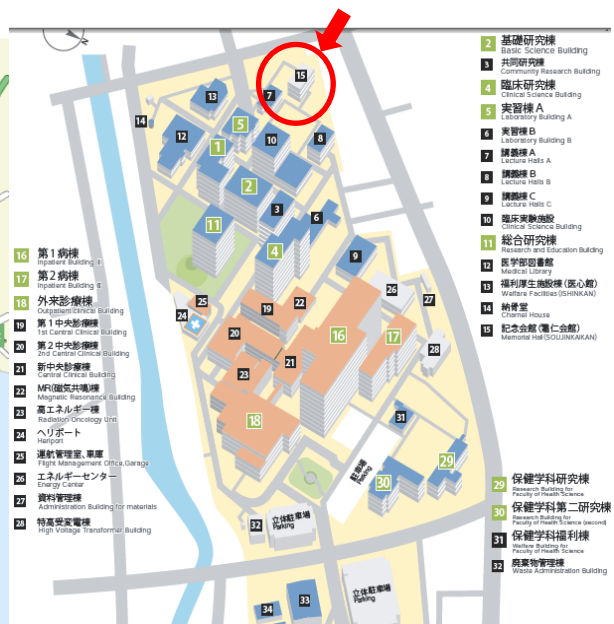 N
2 基礎研究棟
Basic Science Building
3 共同研究棟
Community Research Building
4 臨床研究棟
Clinical Science Building
5 実習棟A
Laboratory Building A
6 実習棟B
Laboratory Building B
7 講義棟A
Lecture Halls A
8 講義棟B
Lecture Halls B
9 講義棟C
Lecture Halls C
10 臨床実験施設
Clinical Science Building
11 総合研究棟
Research and Education Building
12 医学部図書館
Medical Library
13 福利厚生施設棟(医心館)
Welfare Facilities (ISHINKAN)
14 納骨堂
Charnel House
15 記念会館
Memorial Hall(SOUJINKAIKAN)
16 第1病棟
Inpatient Building
17 第2病棟
Inpatient Building
18 外来診療棟
Outpatient Clinical Building
19 第1中央診療棟
1st Central Clinical Building
20 第2中央診療棟
2nd Central Clinical Building
21 新中央診療棟
Central Clinical Building
22 MR(磁気共鳴)棟
Magnetic Resonance Building
23 高エネルギー棟
Radiation Oncology Unit
24 ヘリポート
Heriport
25 運航管理室、車庫
Flight Management Office,Garage
26 エネルギーセンター
Energy Center
27 資料管理棟
Administration Building for materials
28 特高受変電棟
High Voltage Transformer Building
29 保健学科研究棟
Research Building for
Faculty of Health Science
30 保健学科第二研究棟
Research Building for
Faculty of Health Science (second)
31 保健学科福利棟
Welfare Building for
Faculty of Health Science
32 廃棄物管理棟
Waste Administration Building
15
7
13
14
5
12
10
8
1
2
3
6
11
4
9
26
27
25
24
22
19
16
20
17
28
21
23
31
18
29
駐車場
Parking
30
32
立体駐車場
Parking
立体駐車場
Parking
33
34